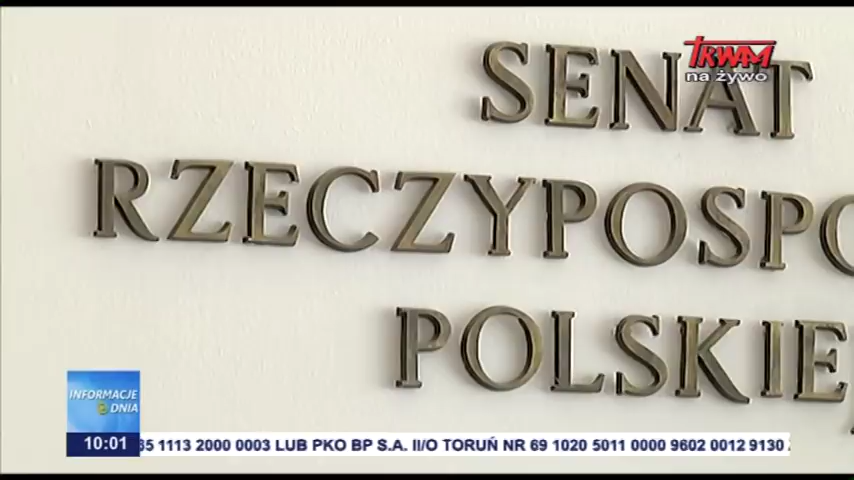 SENAT
TRWAM
na żywo
RZECZYPOSPO
POLSKIE
INFORMACJE
DNIA
10:01
1113 2000 0003 LUB PKO BP S.A. II/O TORUŃ NR 69 1020 5011 0000 9602 0012 9130